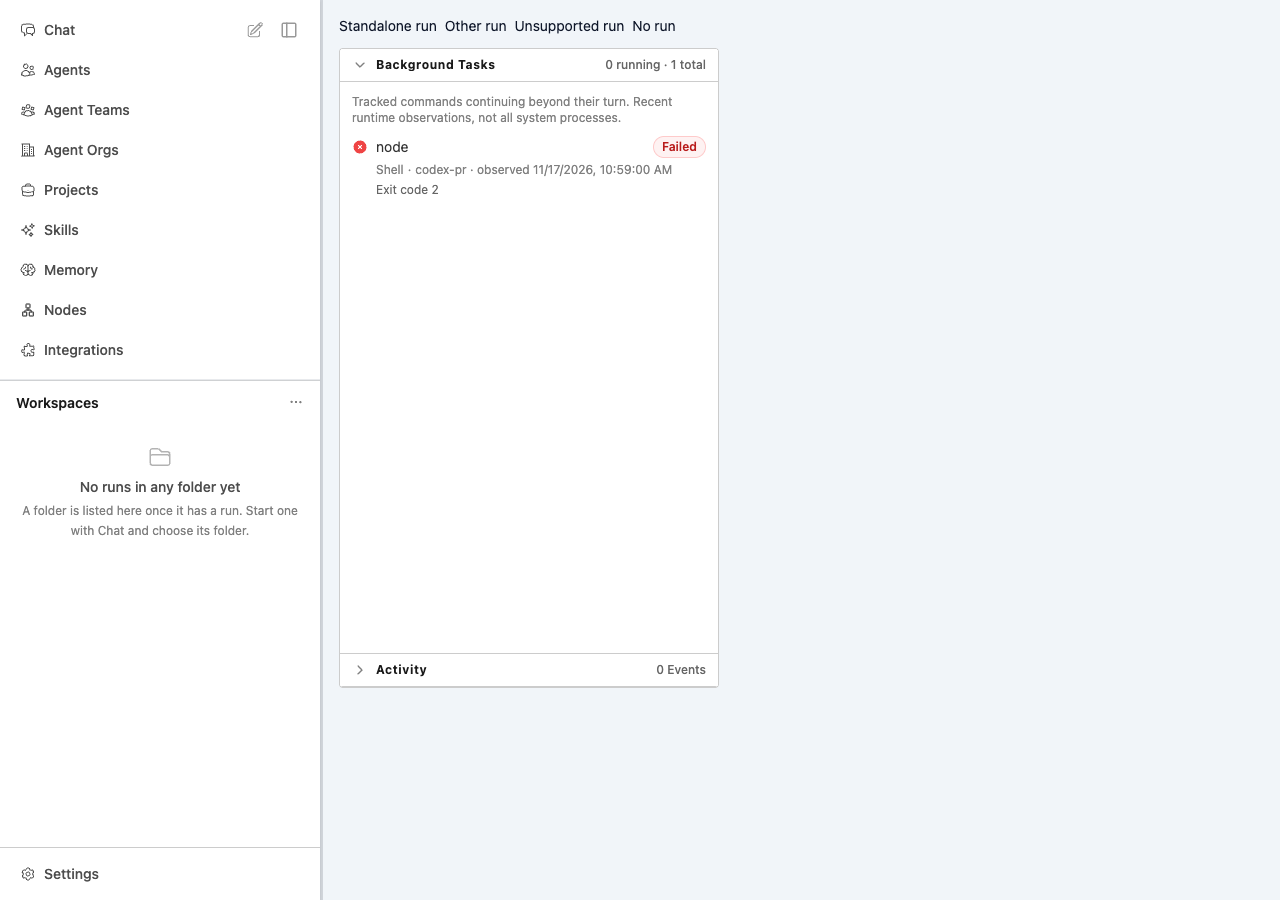 Chat
Agents
Agent Teams
Agent Orgs
Projects
Skills
Memory
Nodes
Integrations
Workspaces
No runs in any folder yet
A folder is listed here once it has a run. Start one
with Chat and choose its folder.
Settings
Standalone run Other run Unsupported run No run
Background Tasks 0 running · 1 total
Tracked commands continuing beyond their turn. Recent
runtime observations, not all system processes.
node Failed
Shell · codex-pr · observed 11/17/2026, 10:59:00 AM
Exit code 2
Activity 0 Events